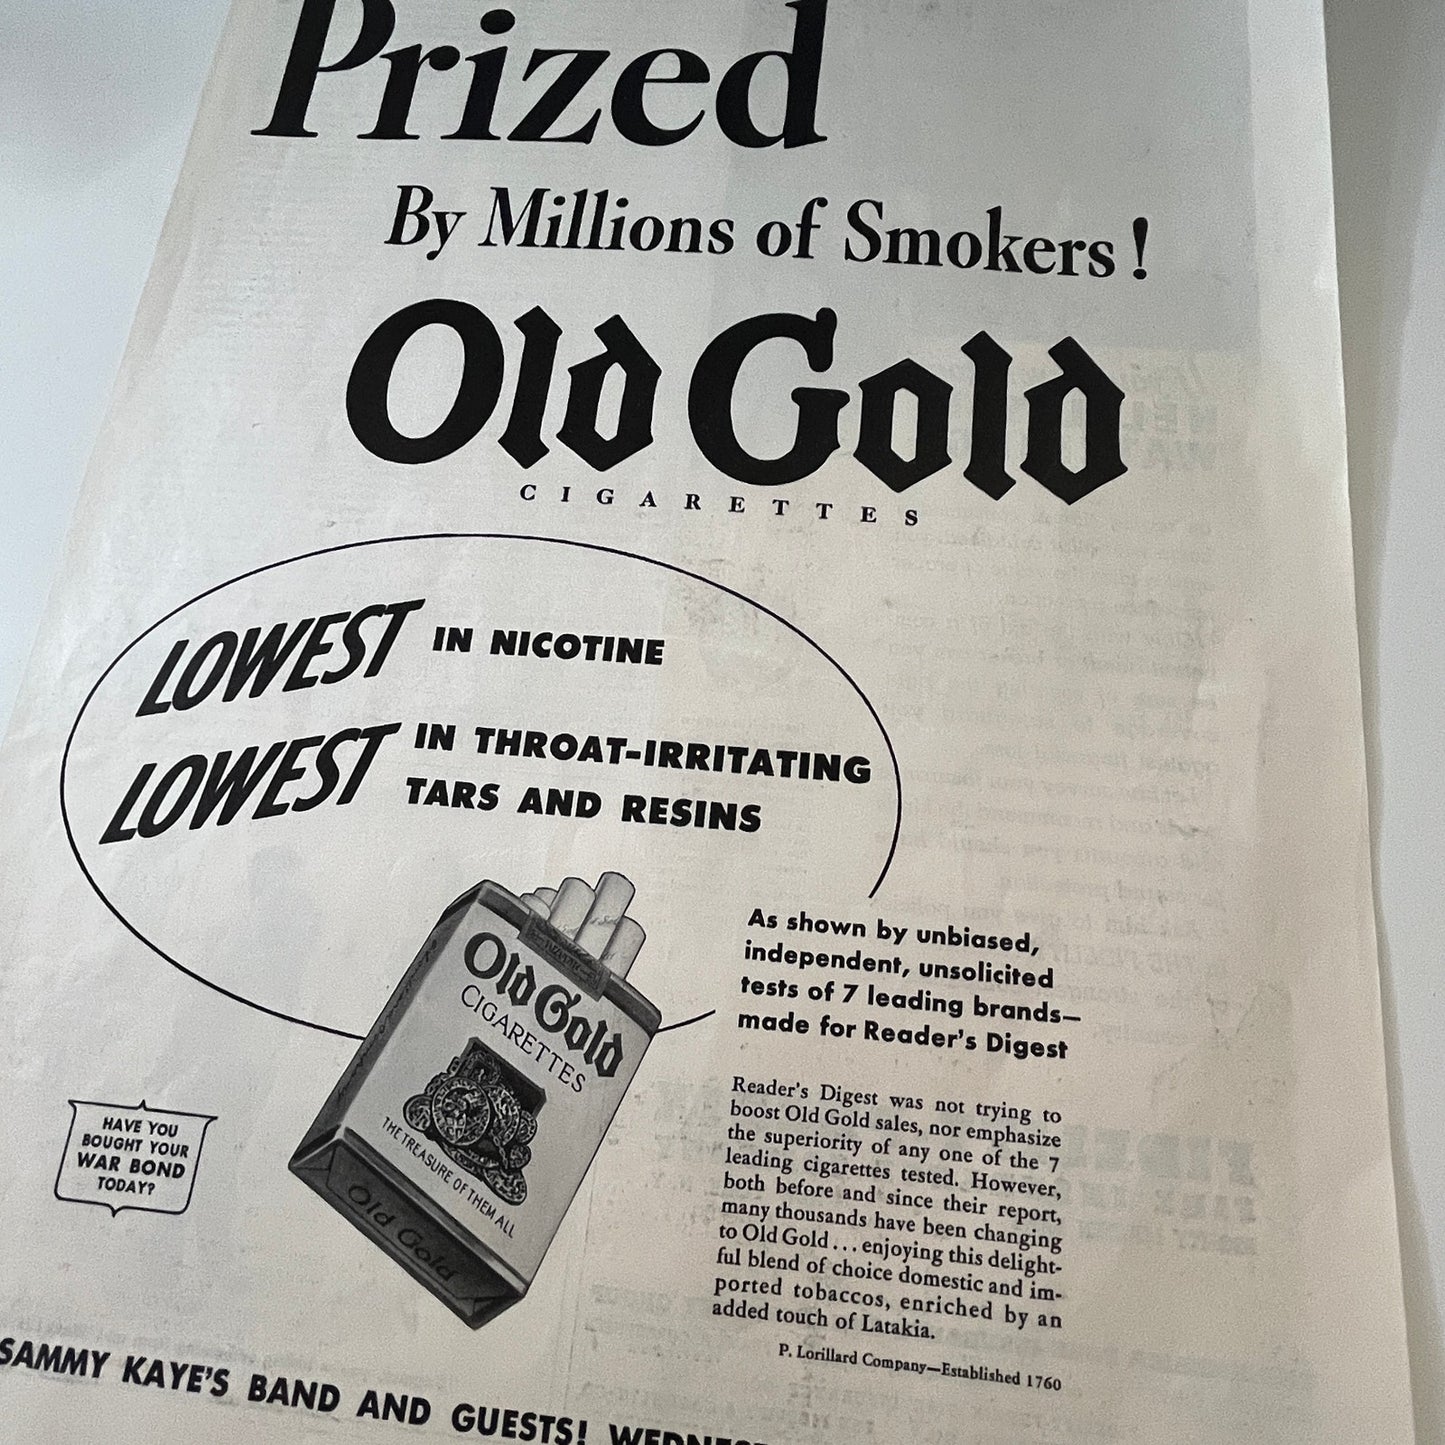 Prized
By Millions of Smokers!
Old Gold
CIGARETTES
LOWEST IN NICOTINE
LOWEST IN THROAT-IRRITATING
TARS AND RESINS
Old Gold
CIGARETTES
THE TREASURE OF THEM ALL
Old Gold
As shown by unbiased,
independent, unsolicited
tests of 7 leading brands—
made for Reader's Digest
Reader's Digest was not trying to
boost Old Gold sales, nor emphasize
the superiority of any one of the 7
leading cigarettes tested. However,
both before and since their report,
many thousands have been changing
to Old Gold... enjoying this delight-
ful blend of choice domestic and im-
ported tobaccos, enriched by an
added touch of Latakia.
P. Lorillard Company—Established 1760
HAVE YOU
BOUGHT YOUR
WAR BOND
TODAY?
SAMMY KAYE'S BAND AND GUESTS!